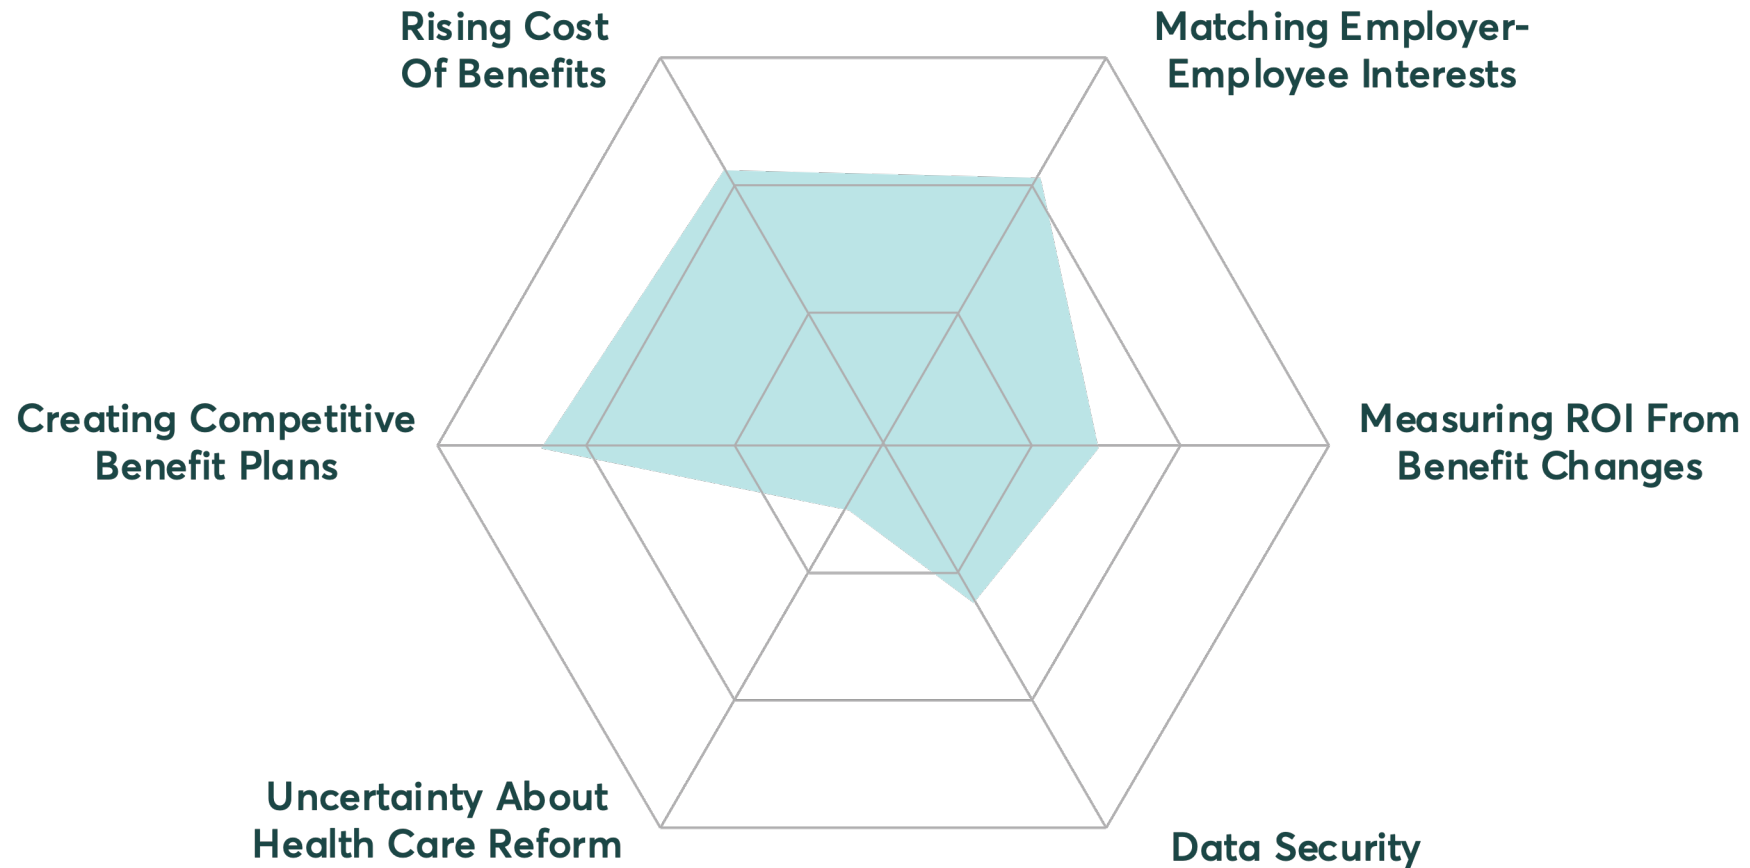 Rising Cost
Of Benefits
Matching Employer-
Employee Interests
Creating Competitive
Benefit Plans
Measuring ROI From
Benefit Changes
Uncertainty About
Health Care Reform
Data Security